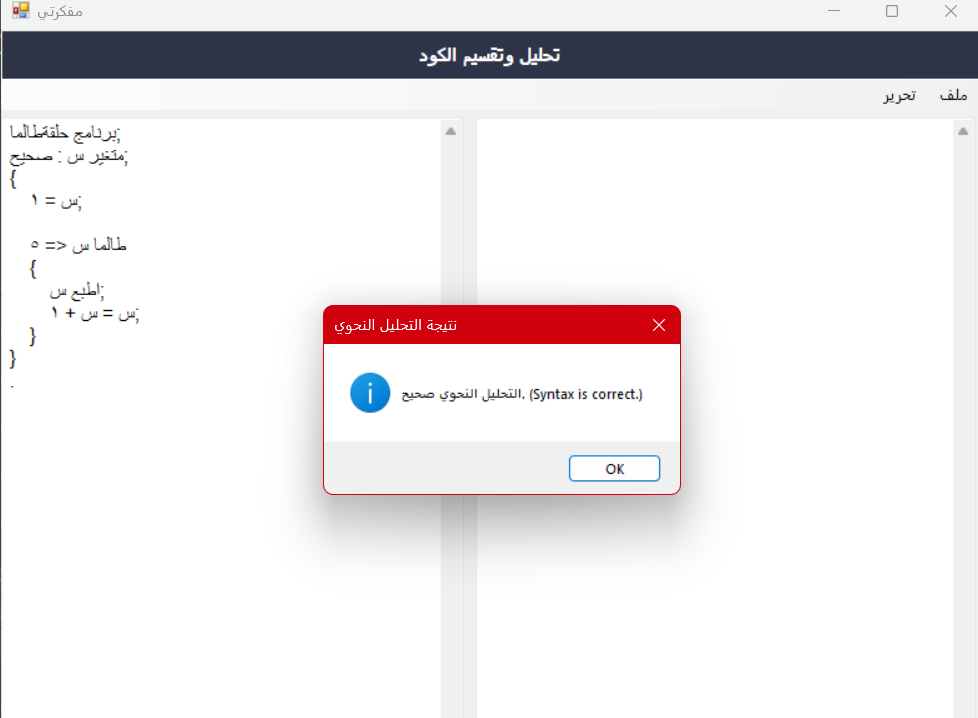 مفكرتي
تحليل وتقسيم الكود
ملف تحرير
برنامج حلقةطالما;
متغير س : صحيح;
{
س = ١;
طالما س <= ٥
{
اطبع س;
س = س + ١;
}
}
.
نتيجة التحليل النحوي
التحليل النحوي صحيح. (Syntax is correct.)
OK